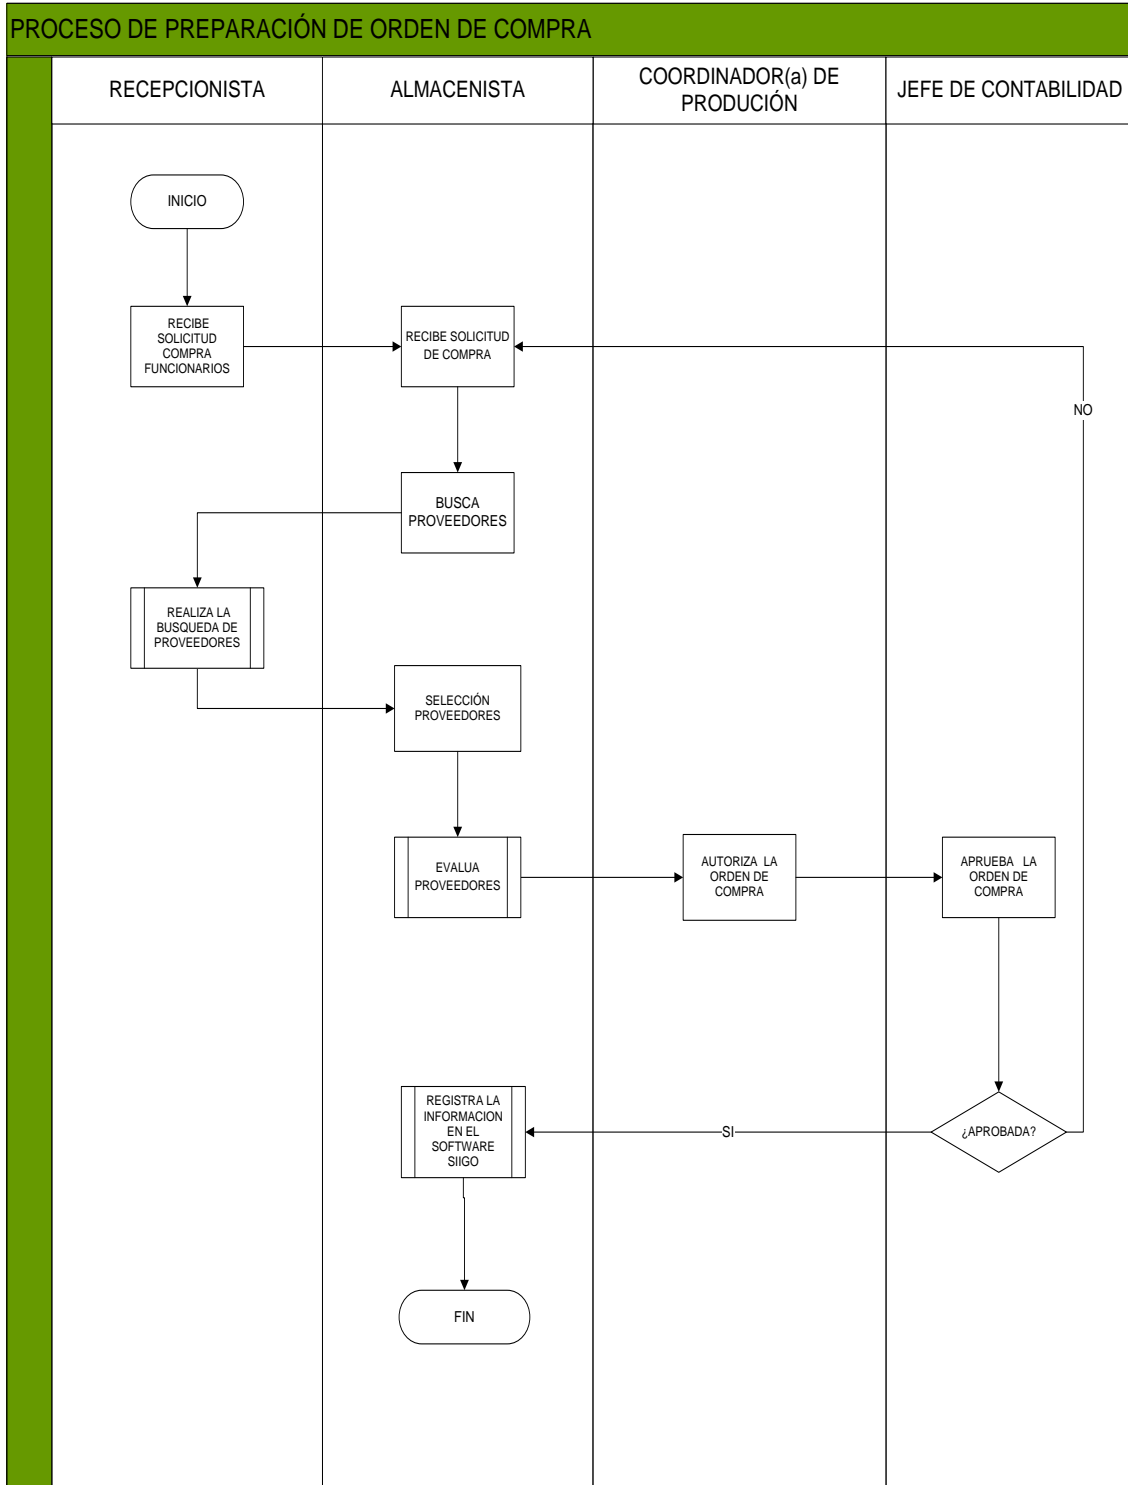 PROCESO DE PREPARACIÓN DE ORDEN DE COMPRA
RECEPCIONISTA
ALMACENISTA
COORDINADOR(a) DE
PRODUCIÓN
JEFE DE CONTABILIDAD
INICIO
RECIBE
SOLICITUD
COMPRA
FUNCIONARIOS
RECIBE SOLICITUD
DE COMPRA
NO
BUSCA
PROVEEDORES
REALIZA LA
BUSQUEDA DE
PROVEEDORES
SELECCIÓN
PROVEEDORES
EVALUA
PROVEEDORES
AUTORIZA LA
ORDEN DE
COMPRA
APRUEBA LA
ORDEN DE
COMPRA
REGISTRA LA
INFORMACION
EN EL
SOFTWARE
SIIGO
SI
¿APROBADA?
FIN